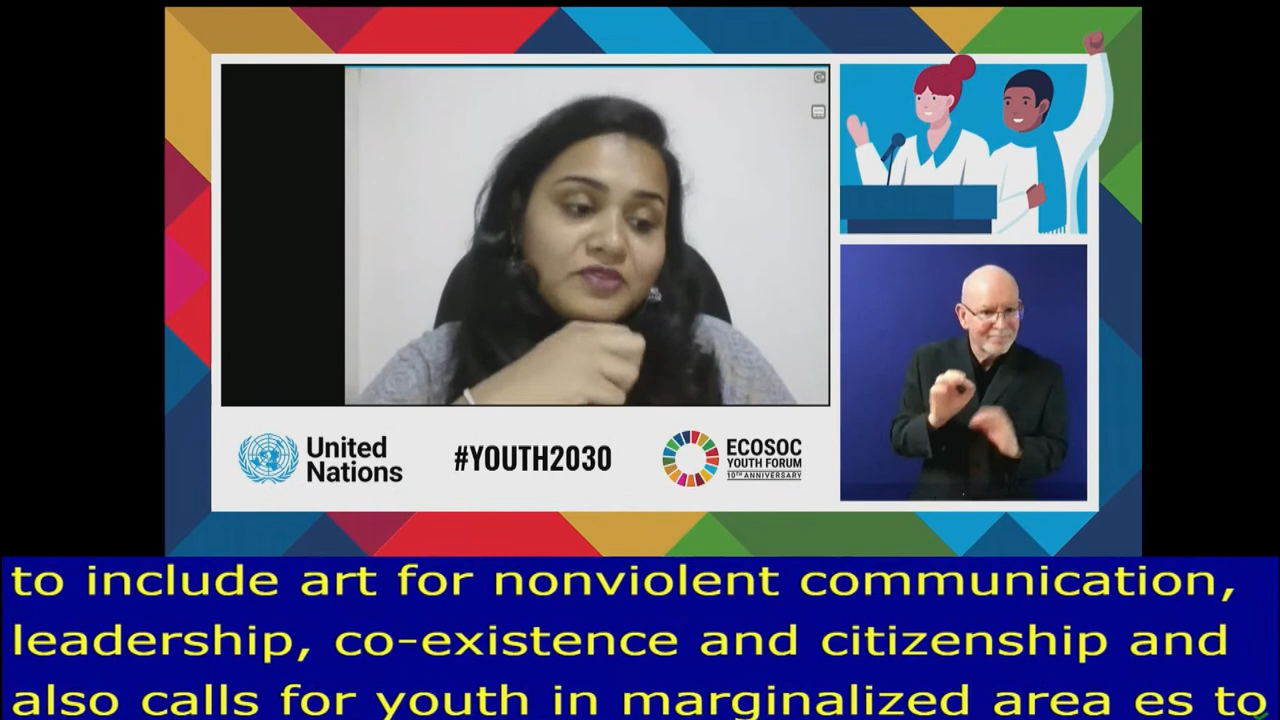 United
Nations
#YOUTH2030
ECOSOC
YOUTH FORUM
10TH ANNIVERSARY
to include art for nonviolent communication,
leadership, co-existence and citizenship and
also calls for youth in marginalized area es to